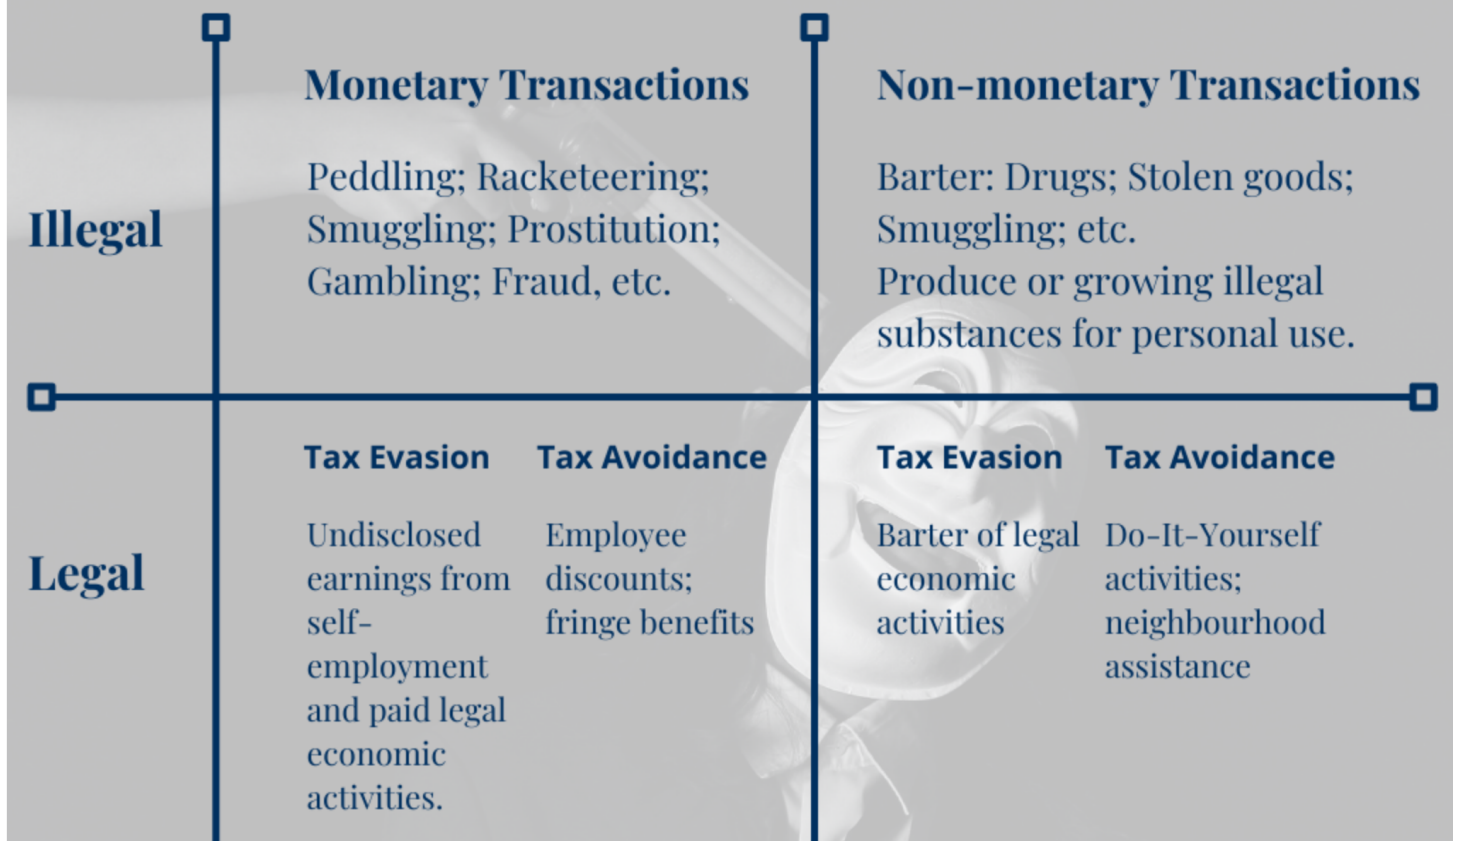 Monetary Transactions
Non-monetary Transactions
Illegal
Peddling; Racketeering;
Smuggling; Prostitution;
Gambling; Fraud, etc.
Barter: Drugs; Stolen goods;
Smuggling; etc.
Produce or growing illegal
substances for personal use.
Legal
Tax Evasion
Undisclosed
earnings from
self-
employment
and paid legal
economic
activities.
Tax Avoidance
Employee
discounts;
fringe benefits
Tax Evasion
Barter of legal
economic
activities
Tax Avoidance
Do-It-Yourself
activities;
neighbourhood
assistance